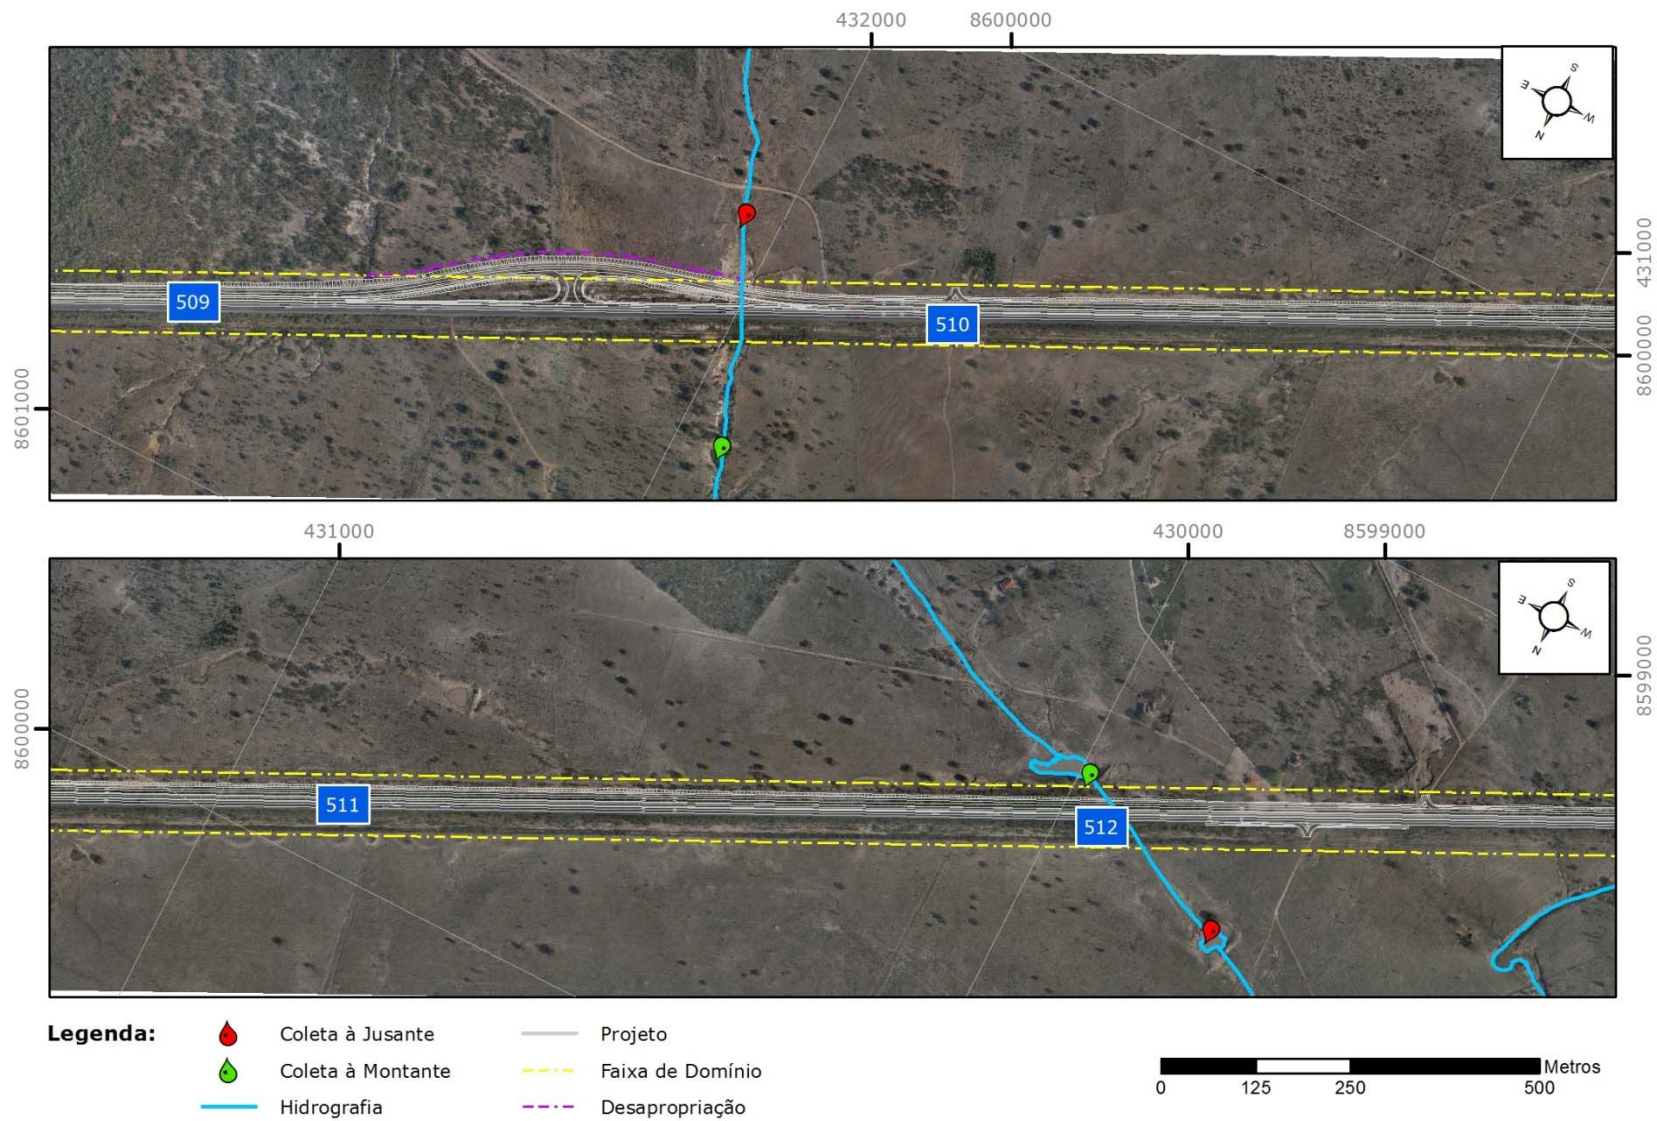 432000 8600000
S
E
W
N
431000
509
510
8600000
8601000
431000 430000 8599000
S
E
W
N
8599000
8600000
511
512
Legenda:
Coleta à Jusante
Projeto
Coleta à Montante
Faixa de Domínio
Hidrografia
Desapropriação
Metros
0 125 250 500